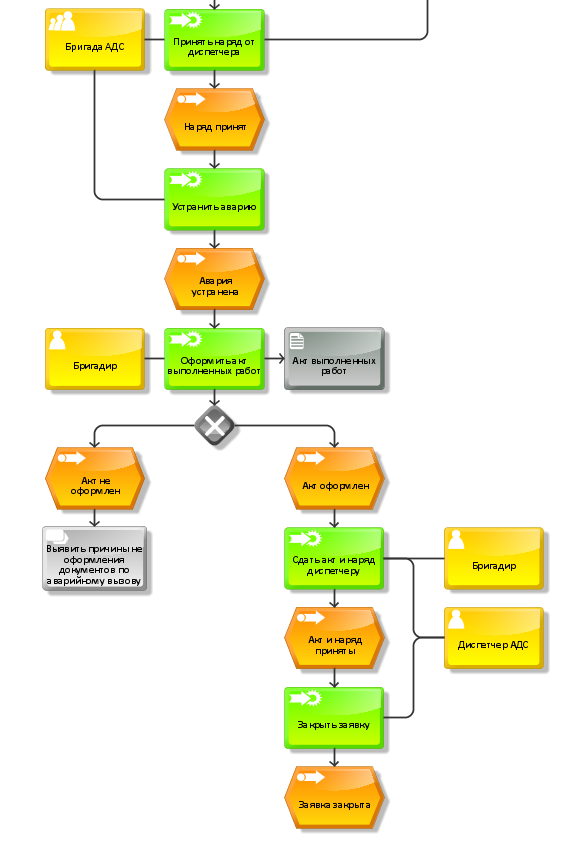 Бригада АДС
Принять наряд от
диспетчера
Наряд принят
Устранить аварию
Авария
устранена
Бригадир
Оформить акт
выполненных работ
Акт выполненных
работ
Акт не
оформлен
Акт оформлен
Выявить причины не
оформления
документов по
аварийному вызову
Сдать акт и наряд
диспетчеру
Бригадир
Акт и наряд
приняты
Диспетчер АДС
Закрыть заявку
Заявка закрыта